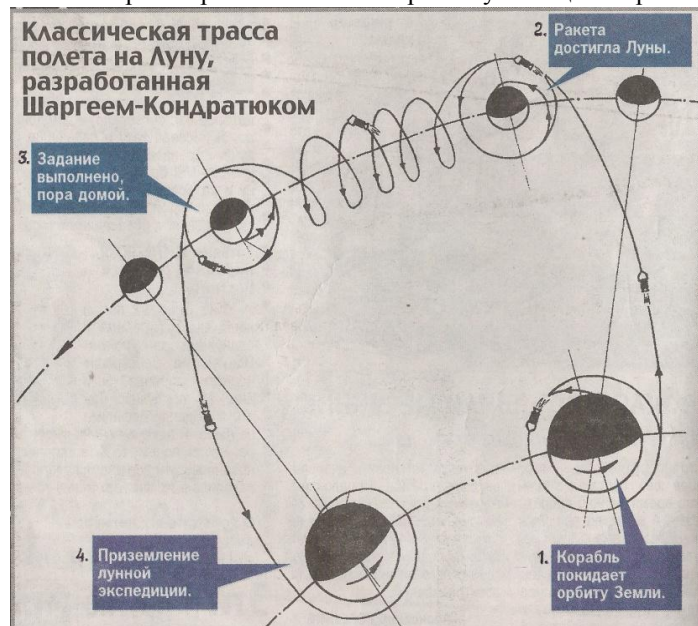 Классическая трасса
полета на Луну,
разработанная
Шаргеем-Кондратюком
2. Ракета
достигла Луны.
3. Задание
выполнено,
пора домой.
4. Приземление
лунной
экспедиции.
1. Корабль
покидает
орбиту Земли.